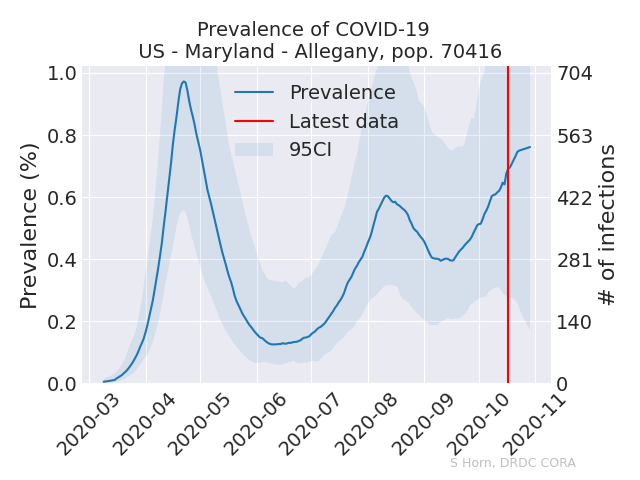 Prevalence of COVID-19
US - Maryland - Allegany, pop. 70416
Prevalence (%)
1.0
0.8
0.6
0.4
0.2
0.0
Prevalence
Latest data
95CI
704
563
422
281
140
0
# of infections
2020-03
2020-04
2020-05
2020-06
2020-07
2020-08
2020-09
2020-10
2020-11
S Horn, DRDC CORA